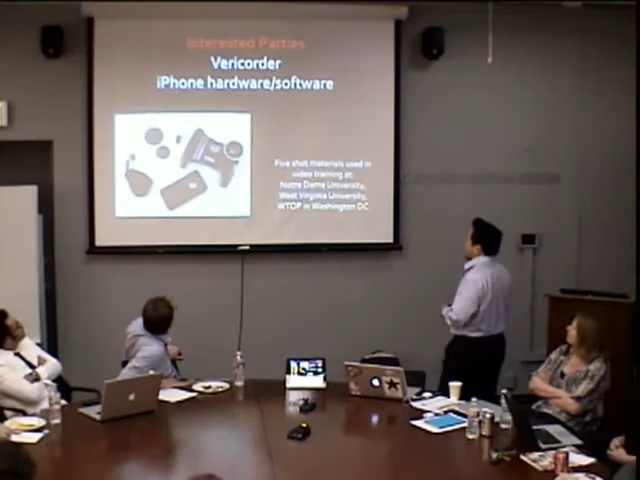 Interested Parties
Vericorder
iPhone hardware/software
Five shot materials used in
video training at:
Notre Dame University,
West Virginia University,
WTOP in Washington DC